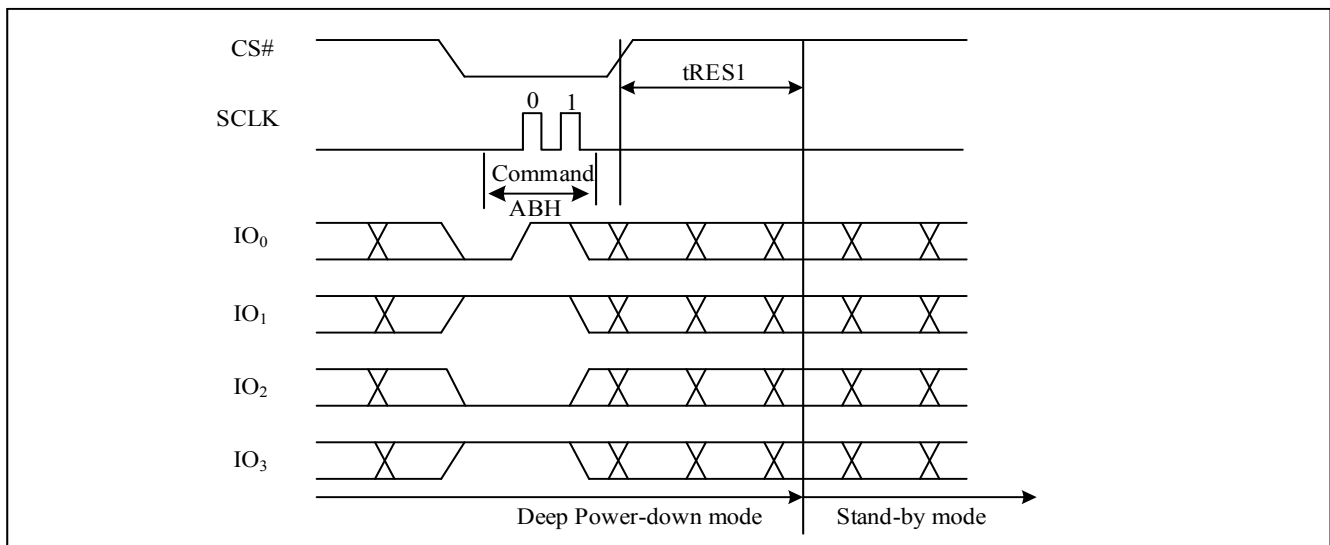 CS#
tRES1
SCLK
0 1
Command
ABH
IO0
IO1
IO2
IO3
Deep Power-down mode
Stand-by mode